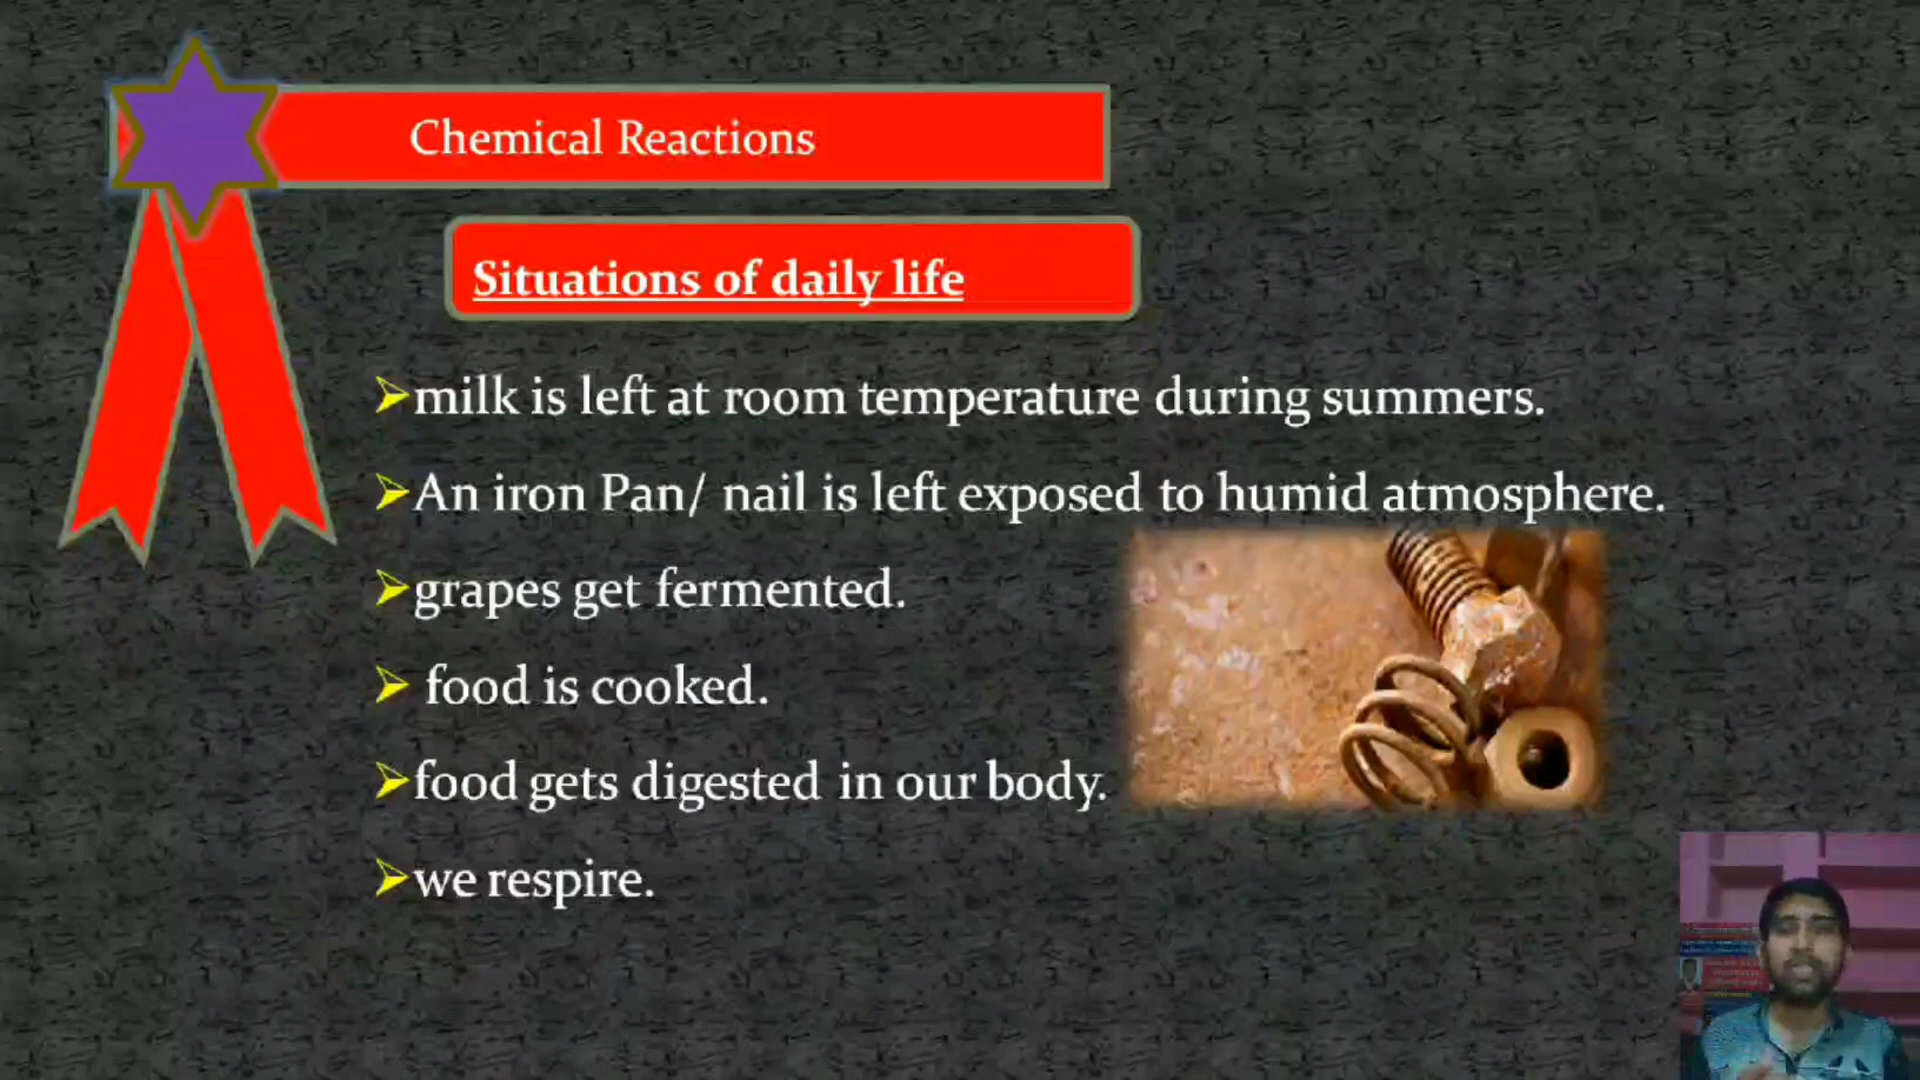 Chemical Reactions
Situations of daily life
milk is left at room temperature during summers.
An iron Pan/ nail is left exposed to humid atmosphere.
grapes get fermented.
food is cooked.
food gets digested in our body.
we respire.